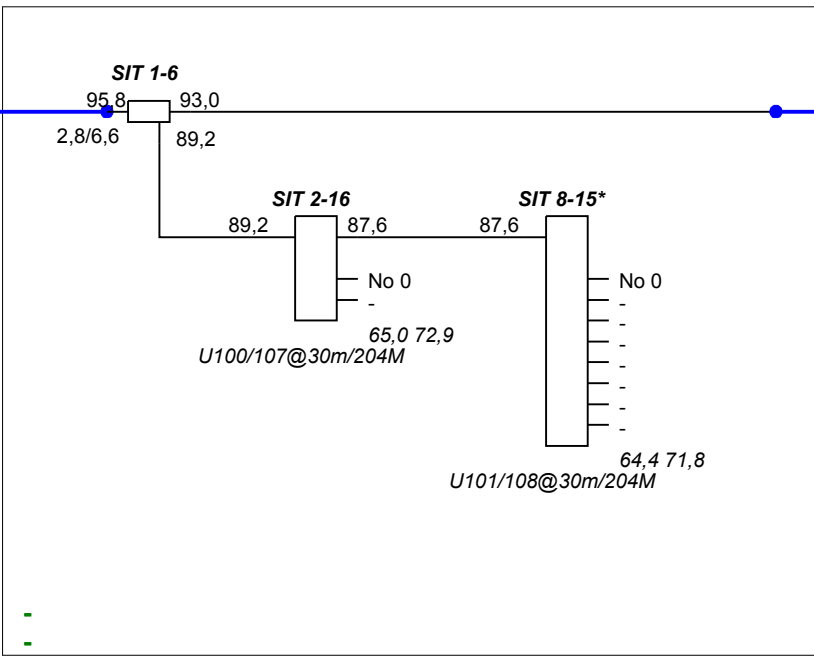 SIT 1-6
95,8 93,0
2,8/6,6 89,2
SIT 2-16 SIT 8-15*
89,2 87,6 87,6
No 0 No 0
- -
-
65,0 72,9 -
U100/107@30m/204M -
-
-
-
64,4 71,8
U101/108@30m/204M
-
-